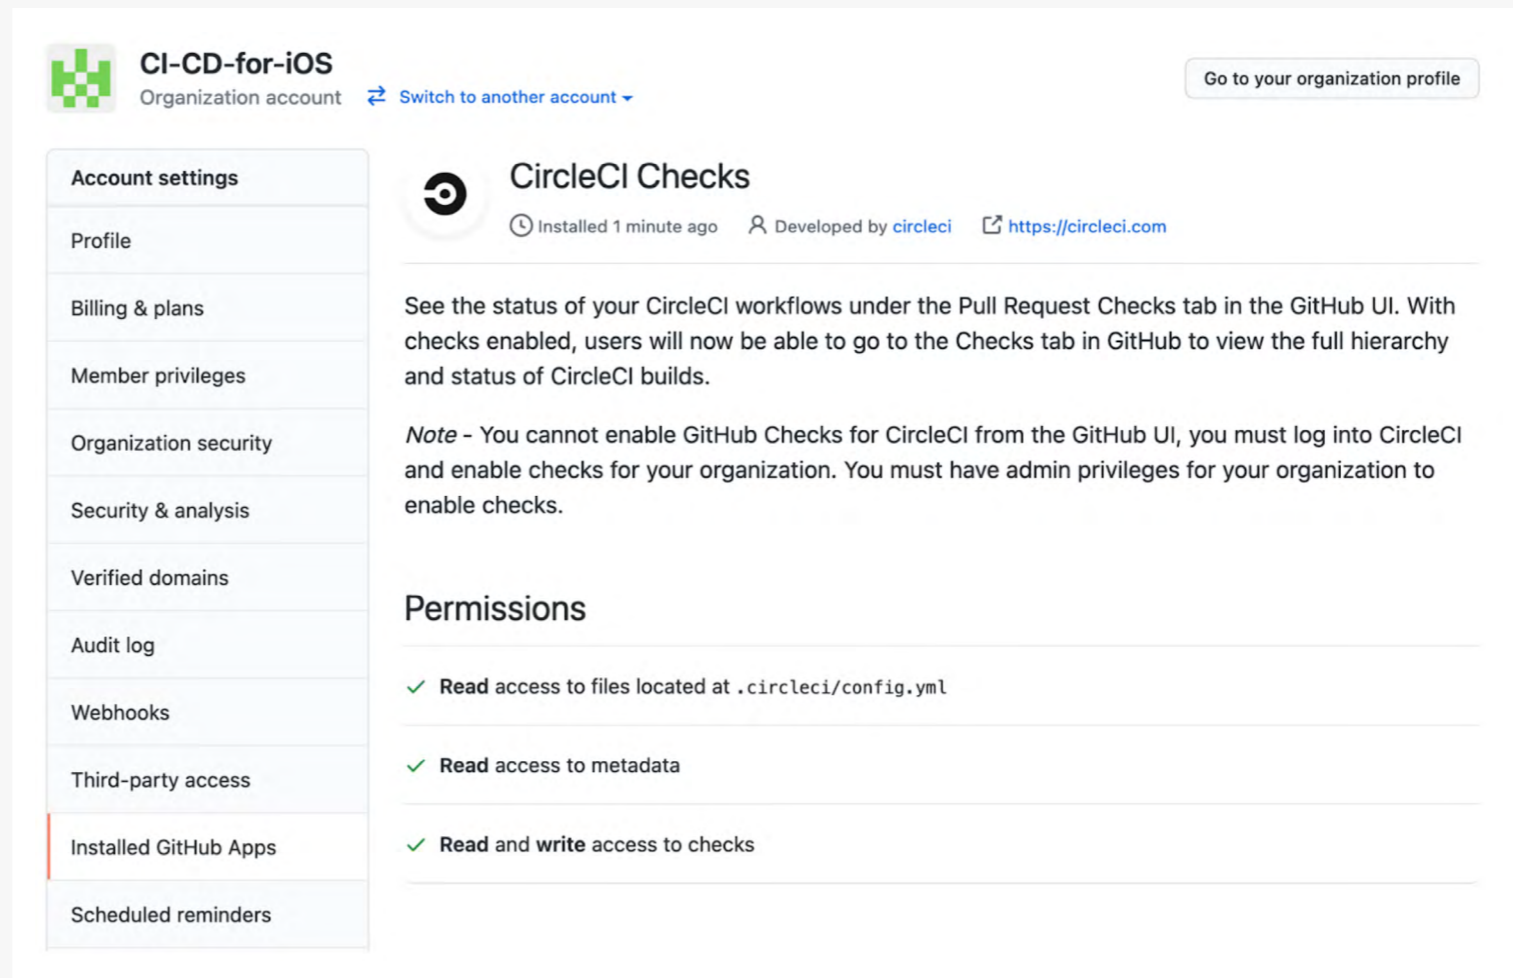 CI-CD-for-iOS
Organization account
Switch to another account
Go to your organization profile
Account settings
Profile
Billing & plans
Member privileges
Organization security
Security & analysis
Verified domains
Audit log
Webhooks
Third-party access
Installed GitHub Apps
Scheduled reminders
CircleCI Checks
Installed 1 minute ago
Developed by circleci
https://circleci.com
See the status of your CircleCI workflows under the Pull Request Checks tab in the GitHub UI. With
checks enabled, users will now be able to go to the Checks tab in GitHub to view the full hierarchy
and status of CircleCI builds.
Note - You cannot enable GitHub Checks for CircleCI from the GitHub UI, you must log into CircleCI
and enable checks for your organization. You must have admin privileges for your organization to
enable checks.
Permissions
Read access to files located at .circleci/config.yml
Read access to metadata
Read and write access to checks